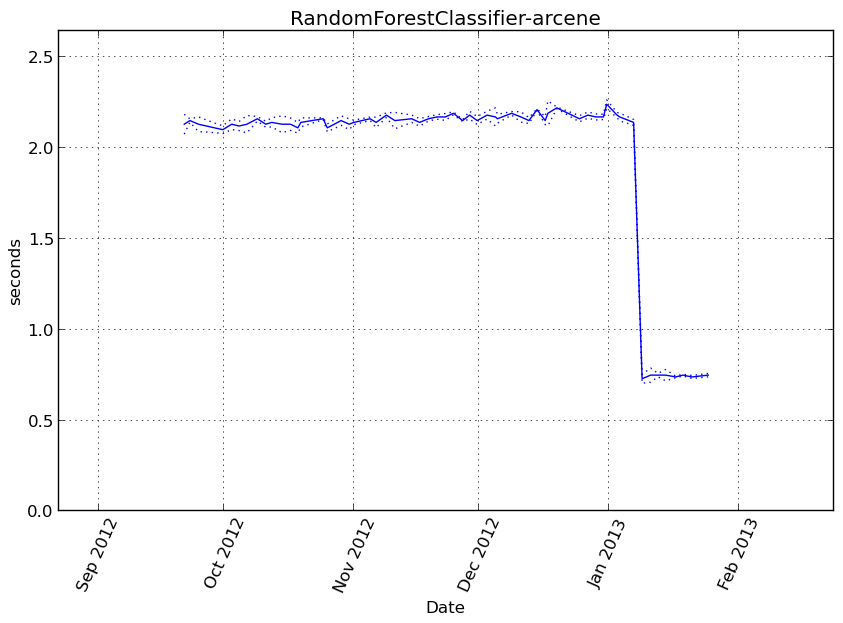 RandomForestClassifier-arcene
2.5
2.0
1.5
1.0
0.5
0.0
seconds
Sep 2012
Oct 2012
Nov 2012
Dec 2012
Jan 2013
Feb 2013
Date